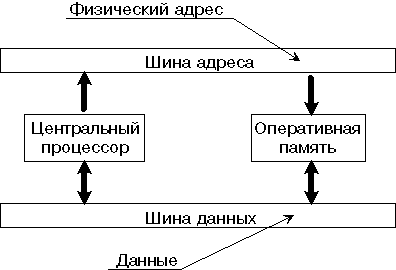 Физический адрес
Шина адреса
Центральный
процессор
Оперативная
память
Шина данных
Данные